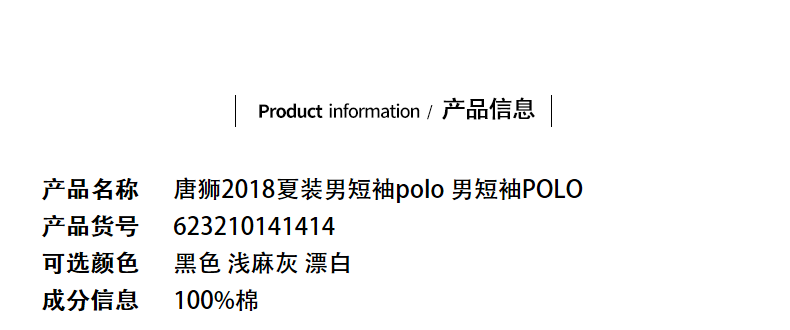 Product information / 产品信息
产品名称 唐狮2018夏装男短袖polo 男短袖POLO
产品货号 623210141414
可选颜色 黑色 浅麻灰 漂白
成分信息 100%棉